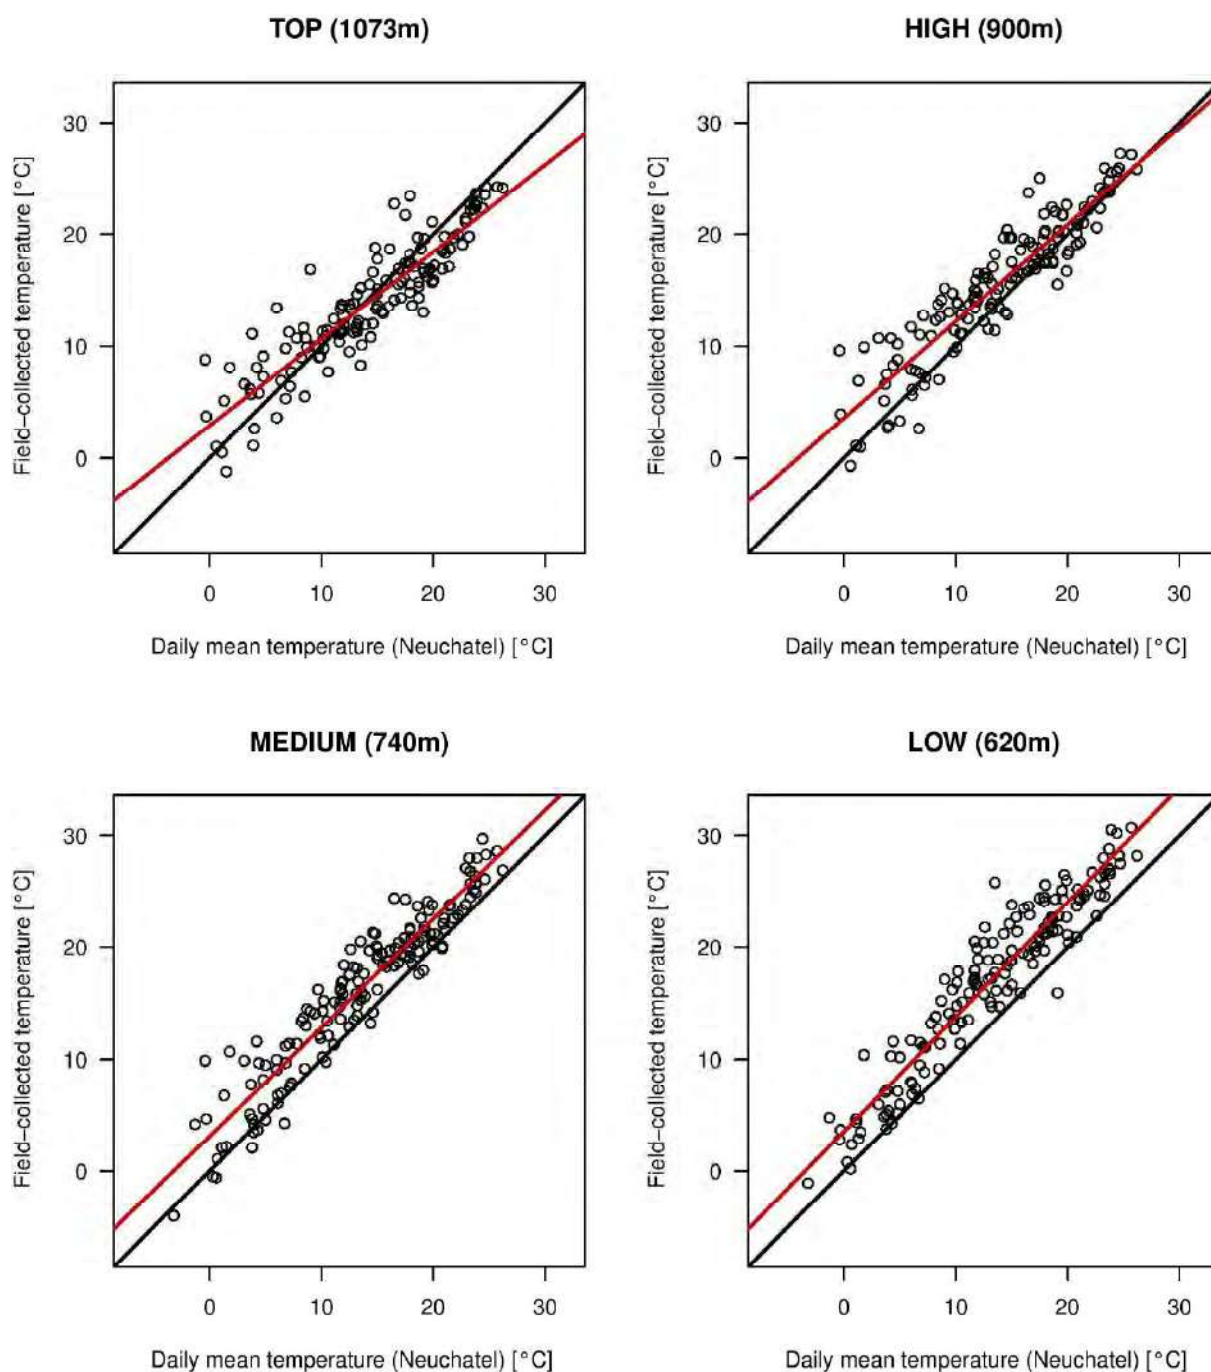 TOP (1073m)
30
20
10
0
Field–collected temperature [°C]
0 10 20 30
Daily mean temperature (Neuchatel) [°C]
HIGH (900m)
30
20
10
0
Field–collected temperature [°C]
0 10 20 30
Daily mean temperature (Neuchatel) [°C]
MEDIUM (740m)
30
20
10
0
Field–collected temperature [°C]
0 10 20 30
Daily mean temperature (Neuchatel) [°C]
LOW (620m)
30
20
10
0
Field–collected temperature [°C]
0 10 20 30
Daily mean temperature (Neuchatel) [°C]